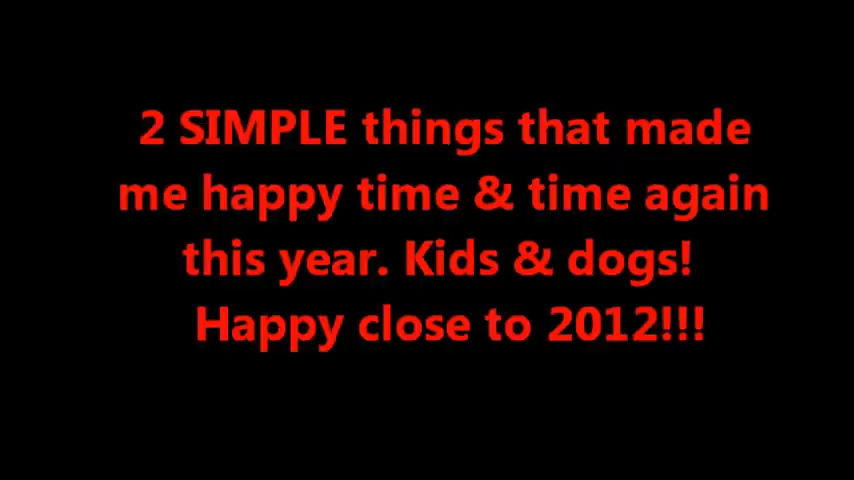 2 SIMPLE things that made
me happy time & time again
this year. Kids & dogs!
Happy close to 2012!!!